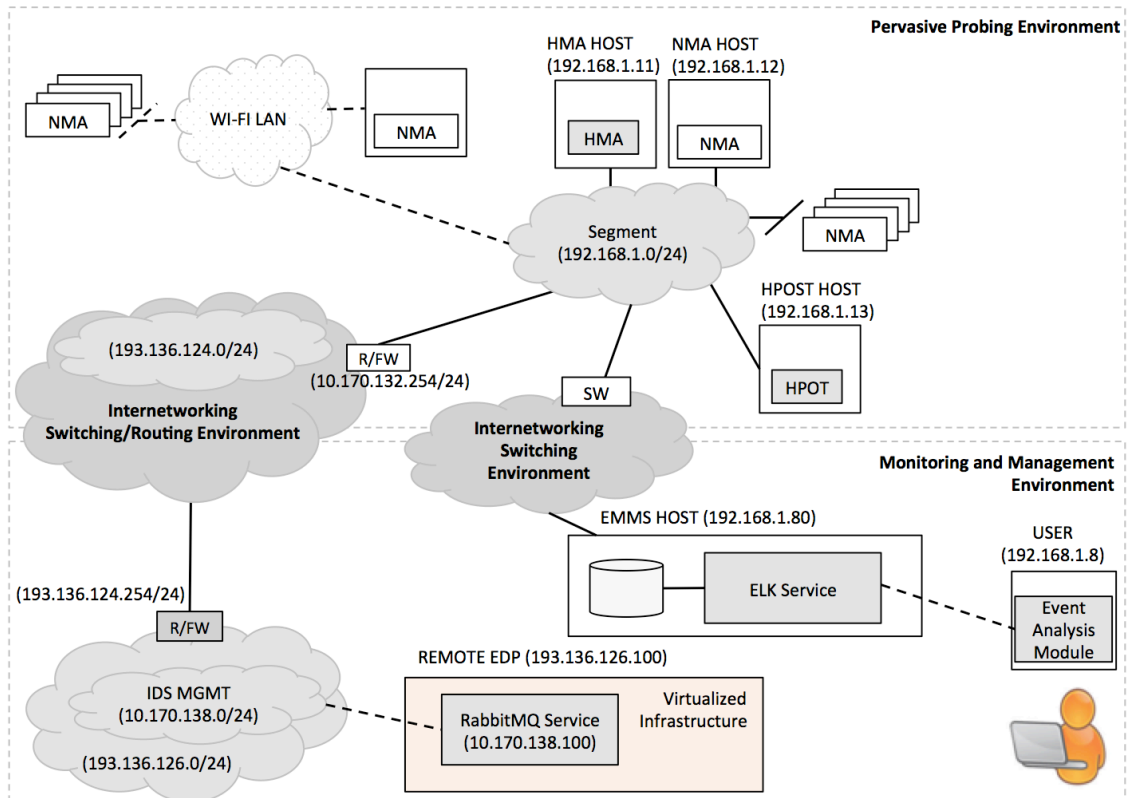 Pervasive Probing Environment
HMA HOST
(192.168.1.11)
NMA HOST
(192.168.1.12)
NMA
WI-FI LAN
NMA
HMA
NMA
Segment
(192.168.1.0/24)
NMA
HPOST HOST
(192.168.1.13)
HPOT
(193.136.124.0/24)
R/FW
(10.170.132.254/24)
Internetworking
Switching/Routing Environment
SW
Internetworking
Switching
Environment
Monitoring and Management
Environment
EMMS HOST (192.168.1.80)
ELK Service
USER
(192.168.1.8)
Event
Analysis
Module
(193.136.124.254/24)
R/FW
IDS MGMT
(10.170.138.0/24)
(193.136.126.0/24)
REMOTE EDP (193.136.126.100)
Virtualized
Infrastructure
RabbitMQ Service
(10.170.138.100)